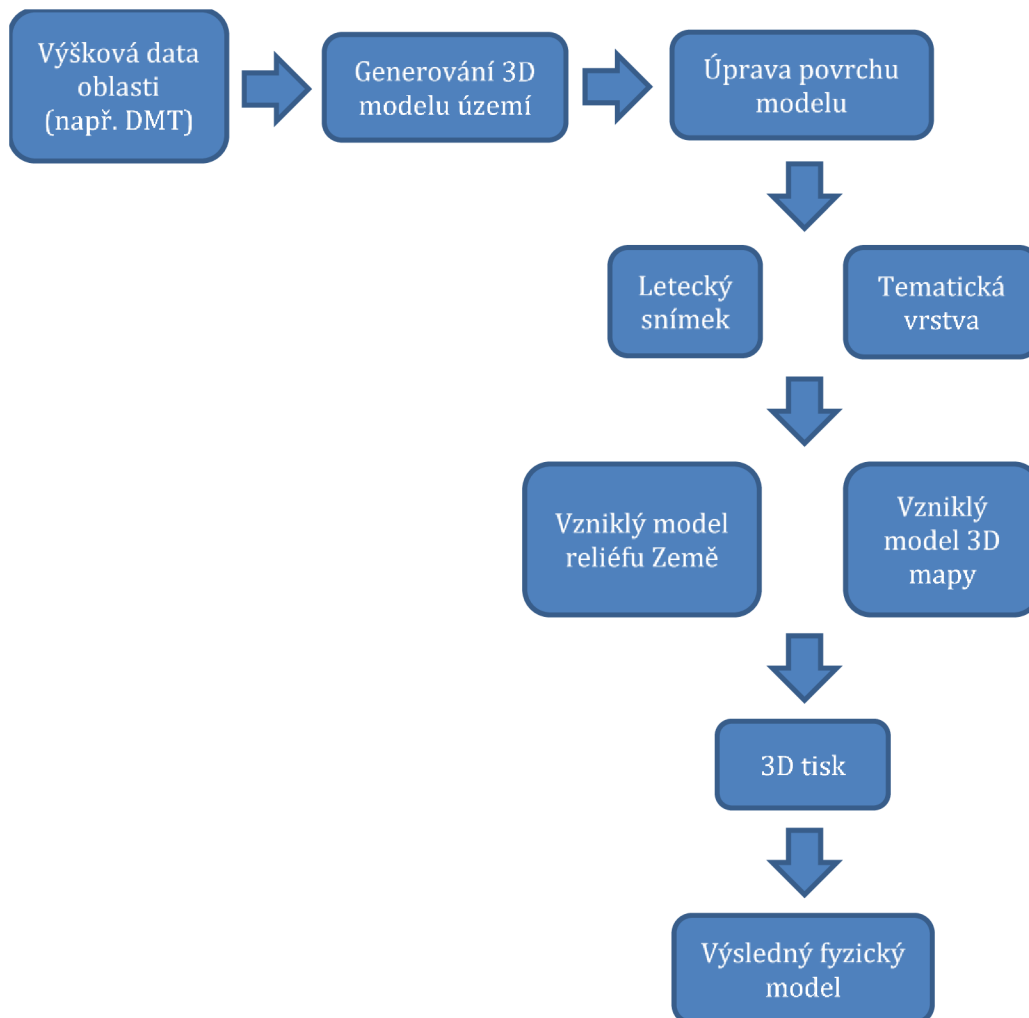 Výšková data
oblasti
(např. DMT)
Generování 3D
modelu území
Úprava povrchu
modelu
Letecký
snímek
Tematická
vrstva
Vzniklý model
reliéfu Země
Vzniklý
model 3D
mapy
3D tisk
Výsledný fyzický
model